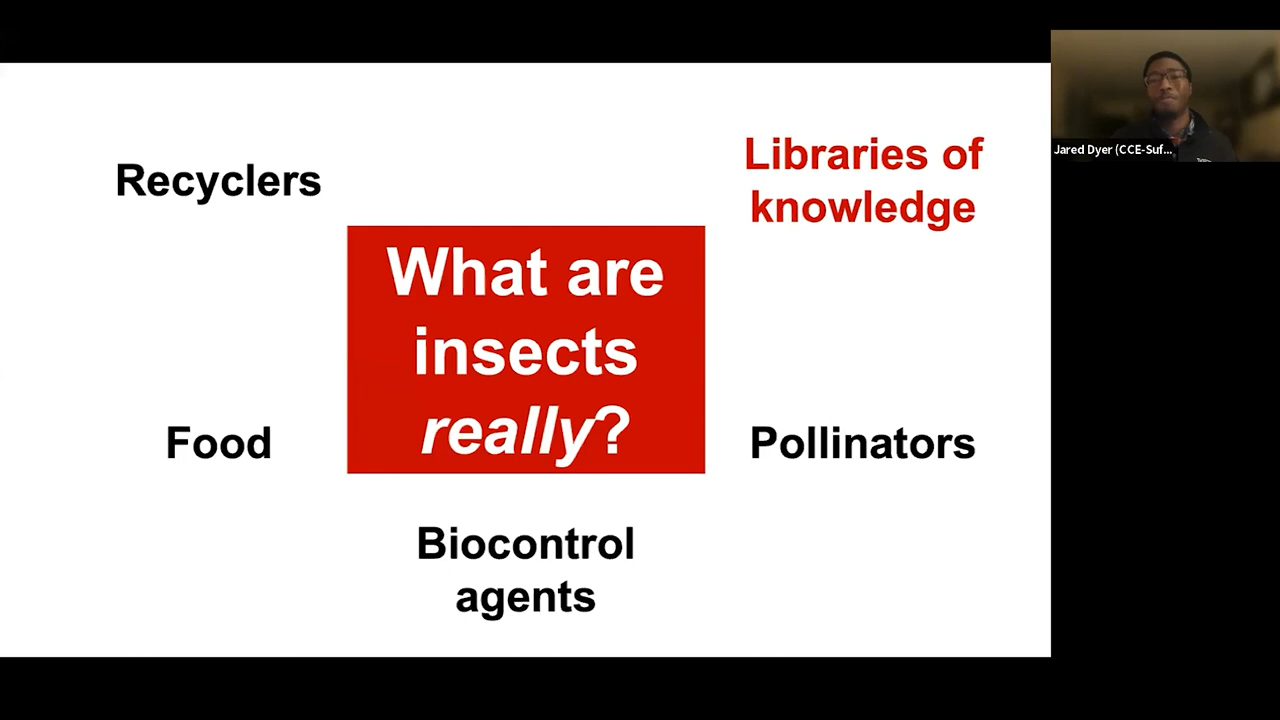 Recyclers
Libraries of
knowledge
What are
insects
really?
Food
Pollinators
Biocontrol
agents
Jared Dyer (CCE-Suf...